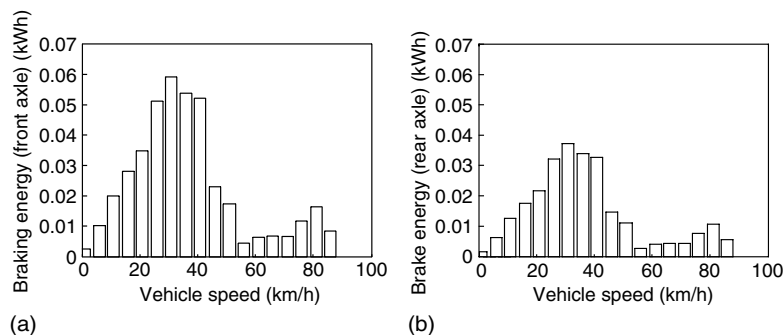 Braking energy (front axle) (kWh)
0.07
0.06
0.05
0.04
0.03
0.02
0.01
0
0 20 40 60 80 100
Vehicle speed (km/h)
(a)
Brake energy (rear axle) (kWh)
0.07
0.06
0.05
0.04
0.03
0.02
0.01
0
0 20 40 60 80 100
Vehicle speed (km/h)
(b)